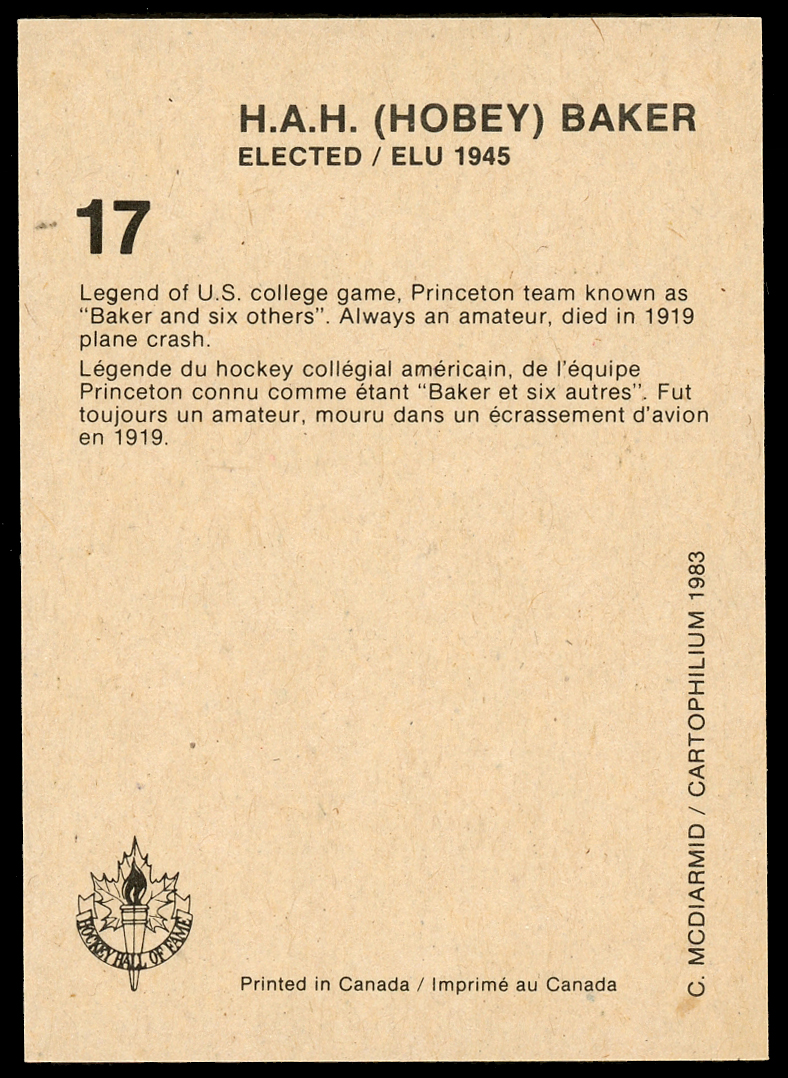 H.A.H. (HOBEY) BAKER
ELECTED / ELU 1945
17
Legend of U.S. college game, Princeton team known as
"Baker and six others". Always an amateur, died in 1919
plane crash.
Légende du hockey collégial américain, de l'équipe
Princeton connu comme étant "Baker et six autres". Fut
toujours un amateur, mouru dans un écrassement d'avion
en 1919.
C. MCDIARMID / CARTOPHILIUM 1983
HOCKEY HALL OF FAME
Printed in Canada / Imprimé au Canada